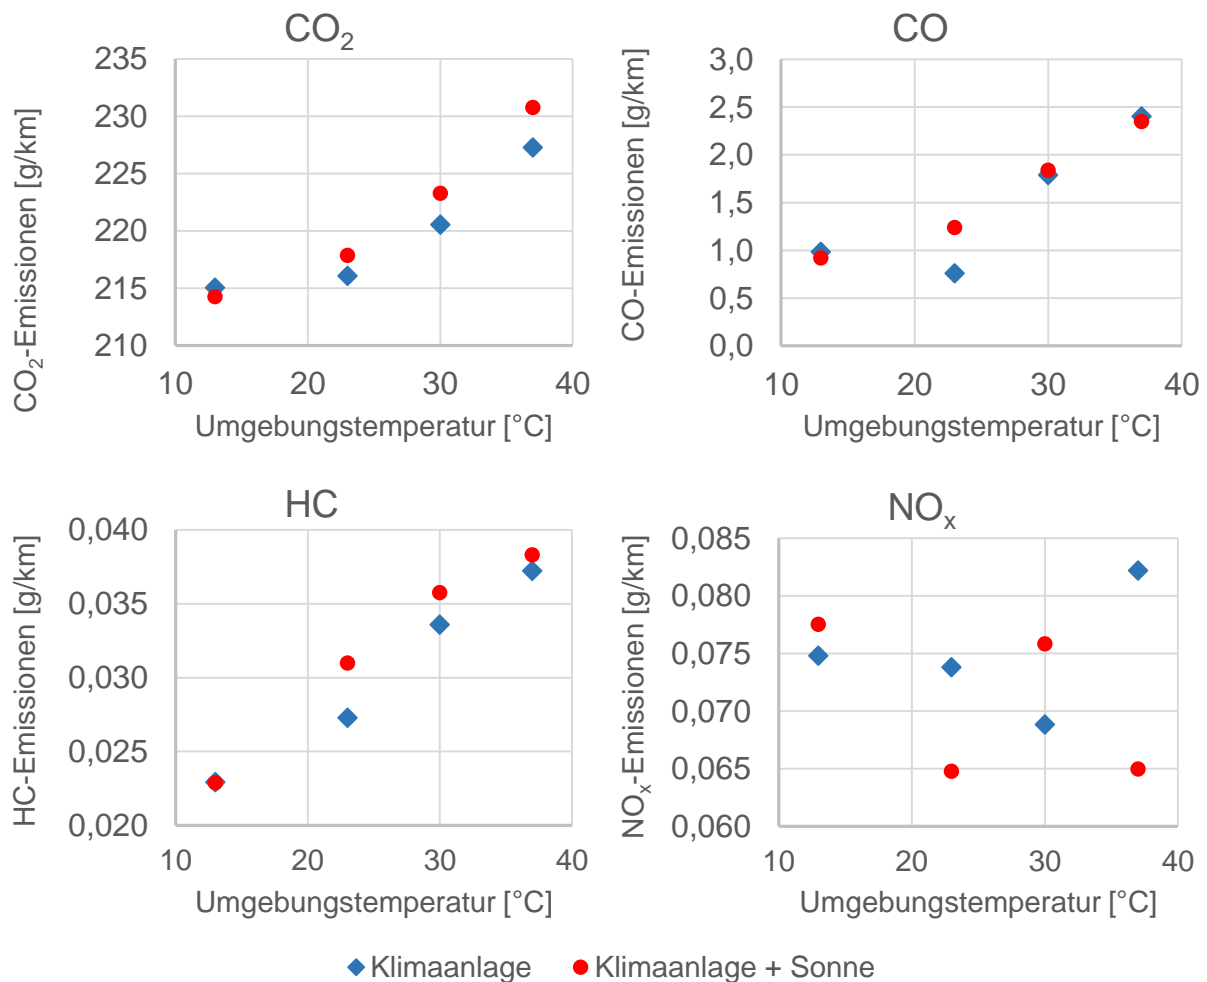 CO₂
CO₂-Emissionen [g/km]
235
230
225
220
215
210
10 20 30 40
Umgebungstemperatur [°C]
CO
CO-Emissionen [g/km]
3,0
2,5
2,0
1,5
1,0
0,5
0,0
10 20 30 40
Umgebungstemperatur [°C]
HC
HC-Emissionen [g/km]
0,040
0,035
0,030
0,025
0,020
10 20 30 40
Umgebungstemperatur [°C]
NOₓ
NOₓ-Emissionen [g/km]
0,085
0,080
0,075
0,070
0,065
0,060
10 20 30 40
Umgebungstemperatur [°C]
Klimaanlage Klimaanlage + Sonne